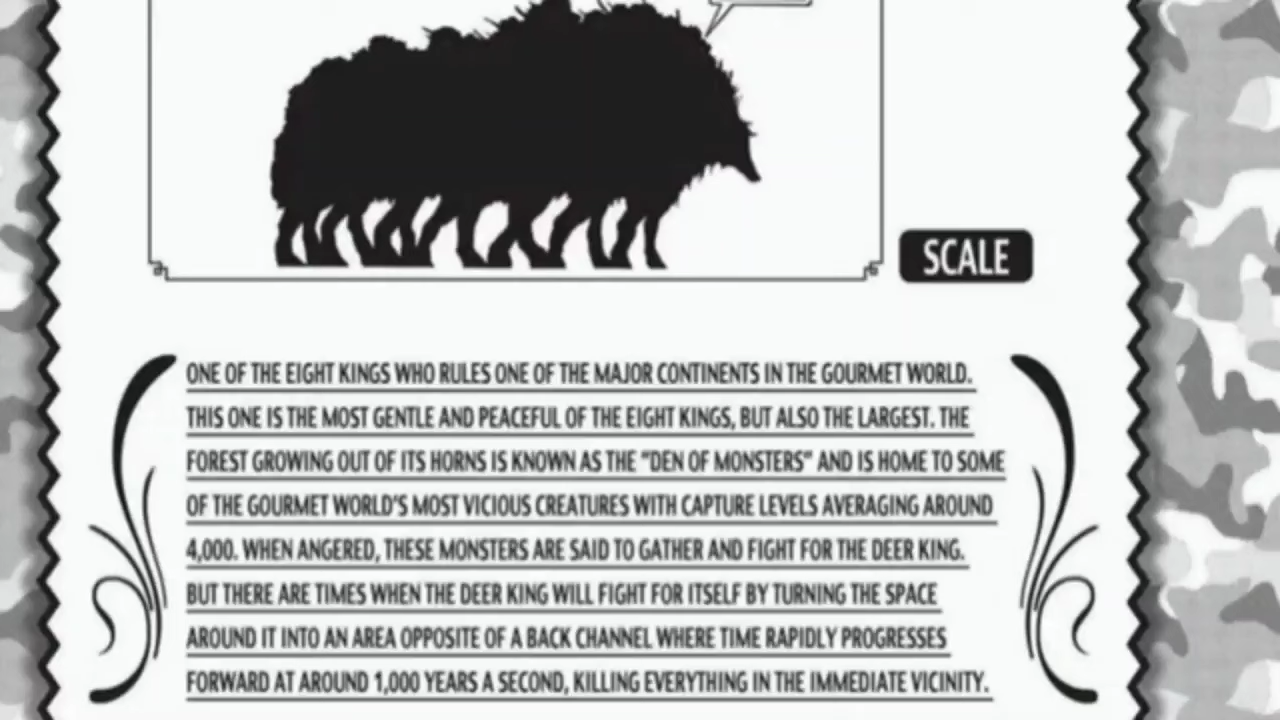 SCALE
ONE OF THE EIGHT KINGS WHO RULES ONE OF THE MAJOR CONTINENTS IN THE GOURMET WORLD.
THIS ONE IS THE MOST GENTLE AND PEACEFUL OF THE EIGHT KINGS, BUT ALSO THE LARGEST. THE
FOREST GROWING OUT OF ITS HORNS IS KNOWN AS THE "DEN OF MONSTERS" AND IS HOME TO SOME
OF THE GOURMET WORLD'S MOST VICIOUS CREATURES WITH CAPTURE LEVELS AVERAGING AROUND
4,000. WHEN ANGERED, THESE MONSTERS ARE SAID TO GATHER AND FIGHT FOR THE DEER KING.
BUT THERE ARE TIMES WHEN THE DEER KING WILL FIGHT FOR ITSELF BY TURNING THE SPACE
AROUND IT INTO AN AREA OPPOSITE OF A BACK CHANNEL WHERE TIME RAPIDLY PROGRESSES
FORWARD AT AROUND 1,000 YEARS A SECOND, KILLING EVERYTHING IN THE IMMEDIATE VICINITY.